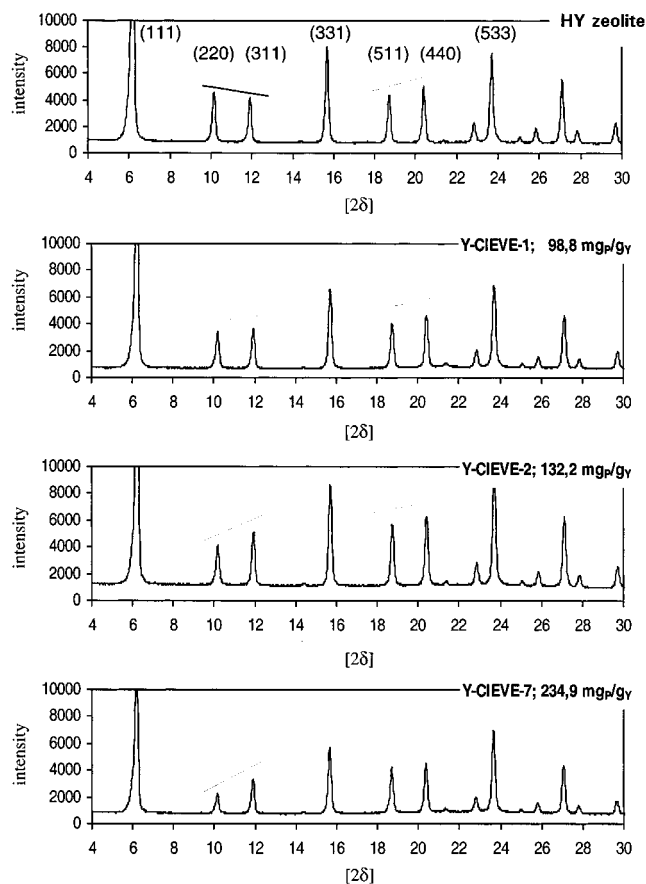 HY zeolite
(111)
(220)
(311)
(331)
(511)
(440)
(533)
intensity
10000
8000
6000
4000
2000
0
4 6 8 10 12 14 16 18 20 22 24 26 28 30
[2δ]
Y-CIEVE-1; 98,8 mgP/gY
intensity
10000
8000
6000
4000
2000
0
4 6 8 10 12 14 16 18 20 22 24 26 28 30
[2δ]
Y-CIEVE-2; 132,2 mgP/gY
intensity
10000
8000
6000
4000
2000
0
4 6 8 10 12 14 16 18 20 22 24 26 28 30
[2δ]
Y-CIEVE-7; 234,9 mgP/gY
intensity
10000
8000
6000
4000
2000
0
4 6 8 10 12 14 16 18 20 22 24 26 28 30
[2δ]